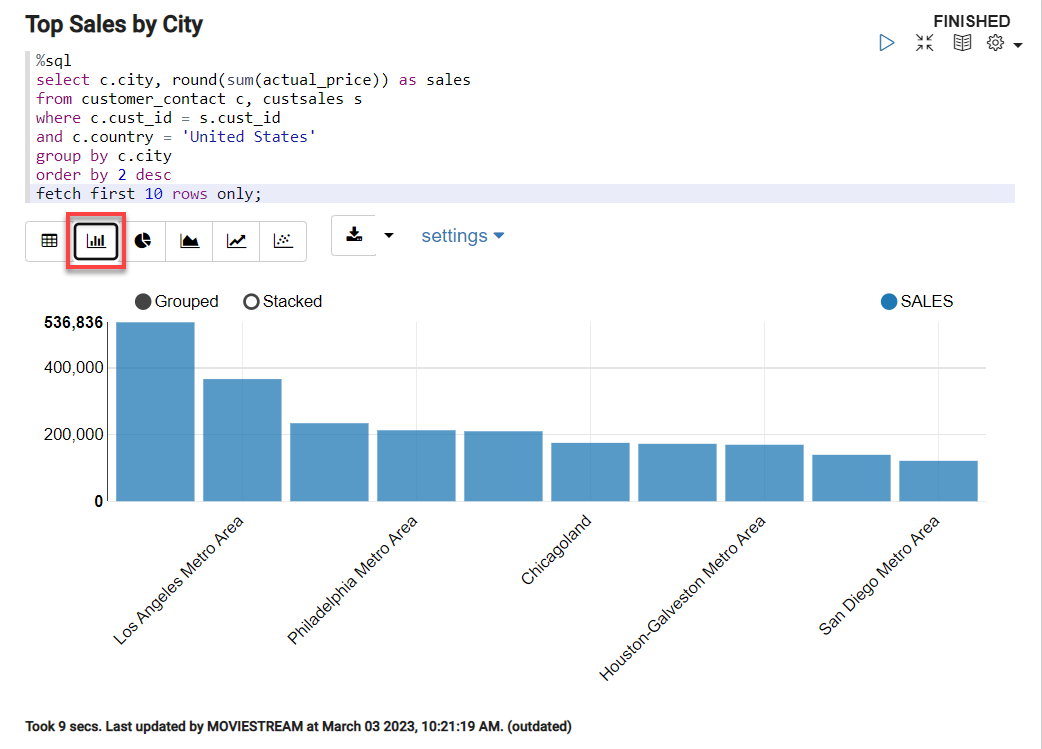 Top Sales by City
FINISHED
%sql
select c.city, round(sum(actual_price)) as sales
from customer_contact c, custsales s
where c.cust_id = s.cust_id
and c.country = 'United States'
group by c.city
order by 2 desc
fetch first 10 rows only;
settings
Grouped
Stacked
SALES
536,836
400,000
200,000
0
Los Angeles Metro Area
Philadelphia Metro Area
Chicagoland
Houston-Galveston Metro Area
San Diego Metro Area
Took 9 secs. Last updated by MOVIESTREAM at March 03 2023, 10:21:19 AM. (outdated)